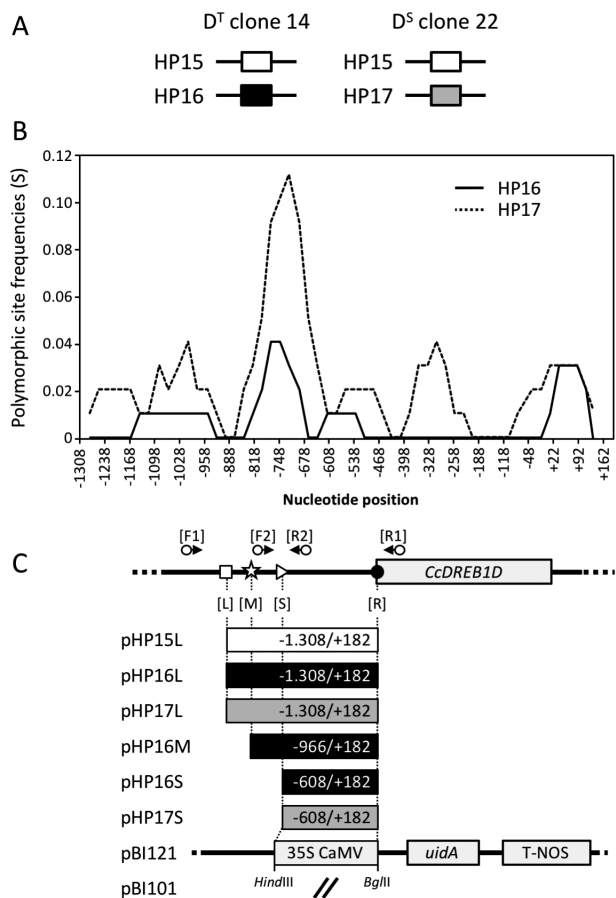 A
Dᵀ clone 14 Dˢ clone 22
HP15 HP15
HP16 HP17
B
Polymorphic site frequencies (S)
0.12
0.10
0.08
0.06
0.04
0.02
0
HP16
HP17
-1308 -1238 -1168 -1098 -1028 -958 -888 -818 -748 -678 -608 -538 -468 -398 -328 -258 -188 -118 -48 +22 +92 +162
Nucleotide position
C
[F1] [F2] [R2] [R1]
CcDREB1D
[L] [M] [S] [R]
pHP15L -1.308/+182
pHP16L -1.308/+182
pHP17L -1.308/+182
pHP16M -966/+182
pHP16S -608/+182
pHP17S -608/+182
pBI121 35S CaMV uidA T-NOS
HindIII BglII
pBI101